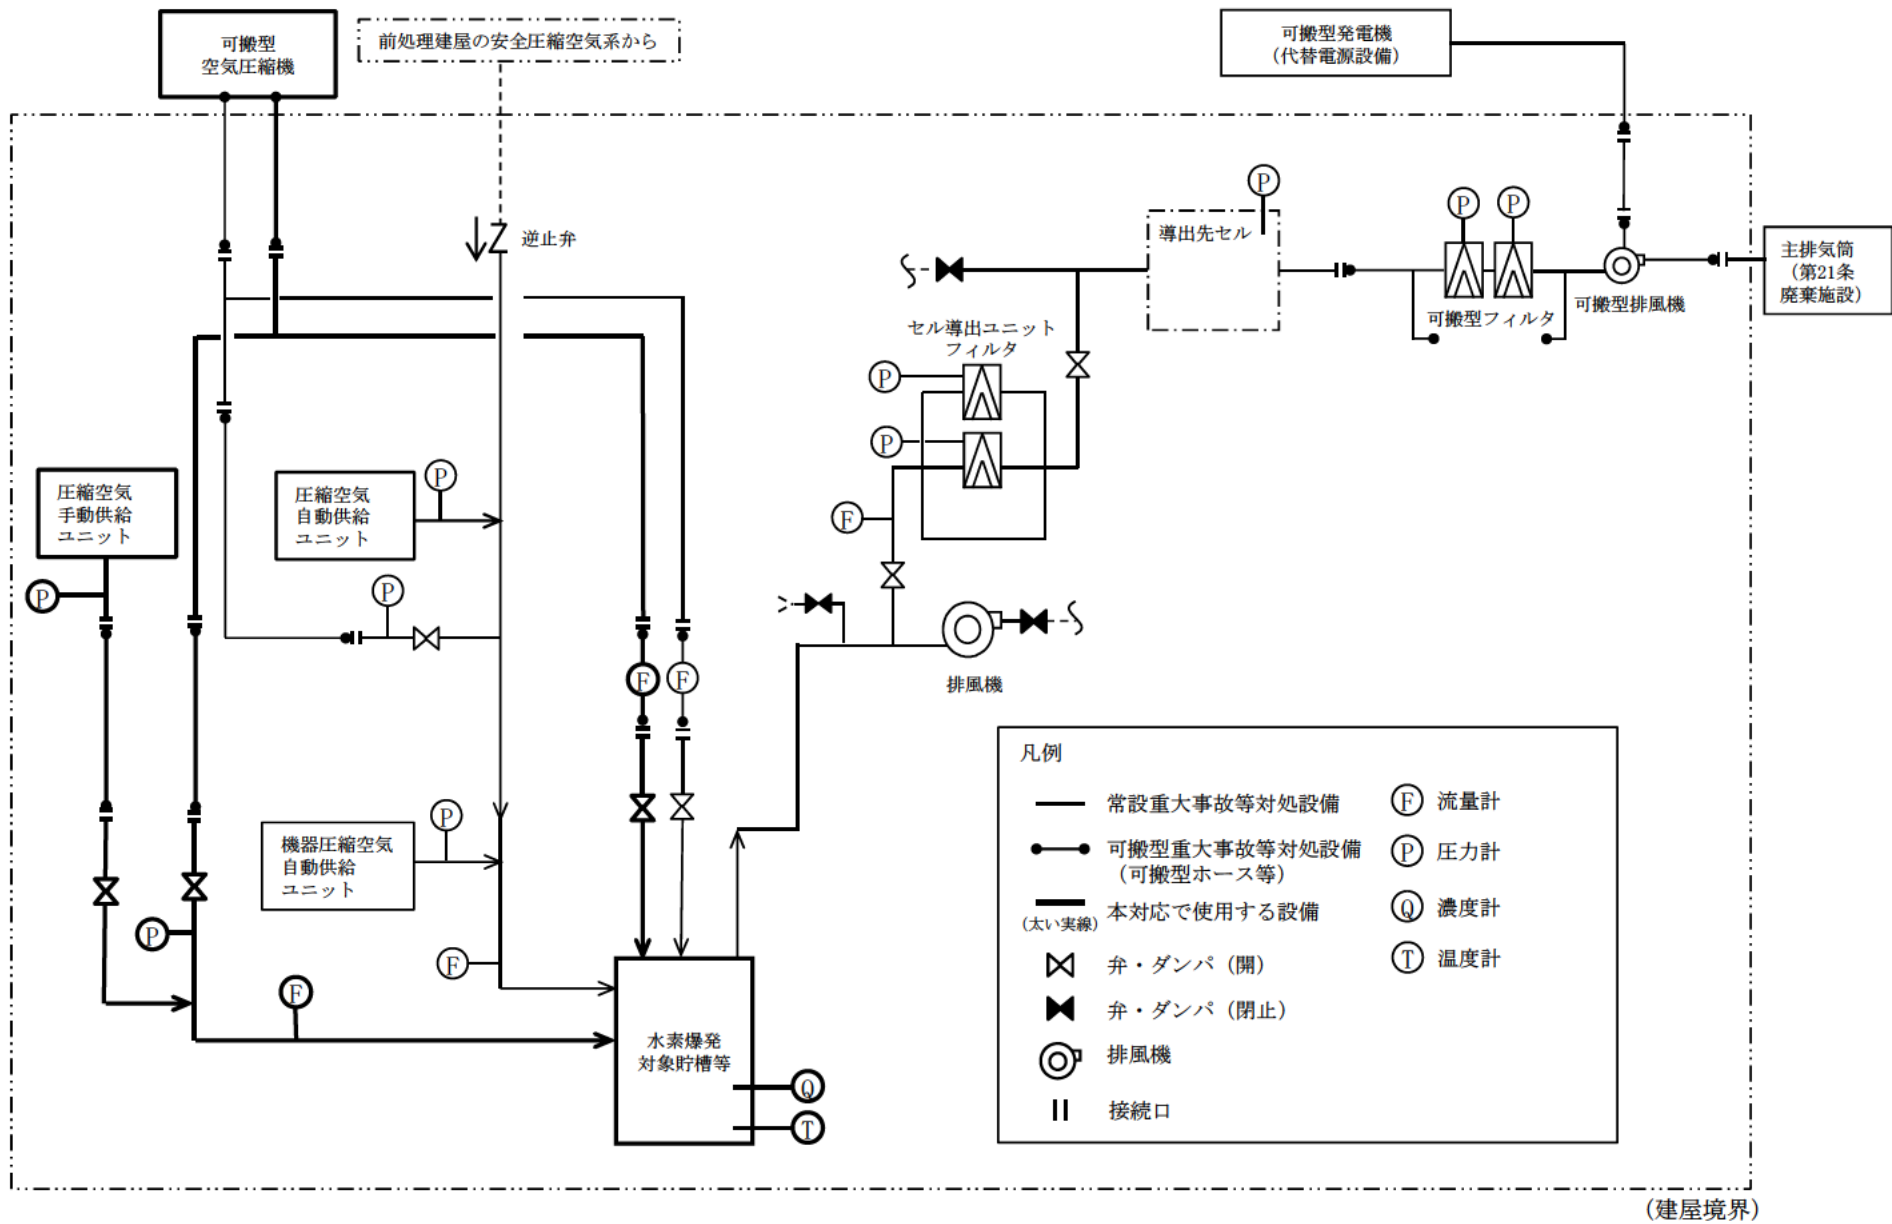 可搬型
空気圧縮機
前処理建屋の安全圧縮空気系から
可搬型発電機
（代替電源設備）
逆止弁
P
導出先セル
P
P
主排気筒
（第21条
廃棄施設）
可搬型排風機
可搬型フィルタ
セル導出ユニット
フィルタ
P
P
F
圧縮空気
手動供給
ユニット
P
圧縮空気
自動供給
ユニット
P
P
F
F
排風機
機器圧縮空気
自動供給
ユニット
P
P
F
F
水素爆発
対象貯槽等
Q
T
凡例
常設重大事故等対処設備
可搬型重大事故等対処設備
（可搬型ホース等）
(太い実線)
本対応で使用する設備
弁・ダンパ（開）
弁・ダンパ（閉止）
排風機
接続口
F 流量計
P 圧力計
Q 濃度計
T 温度計
（建屋境界）